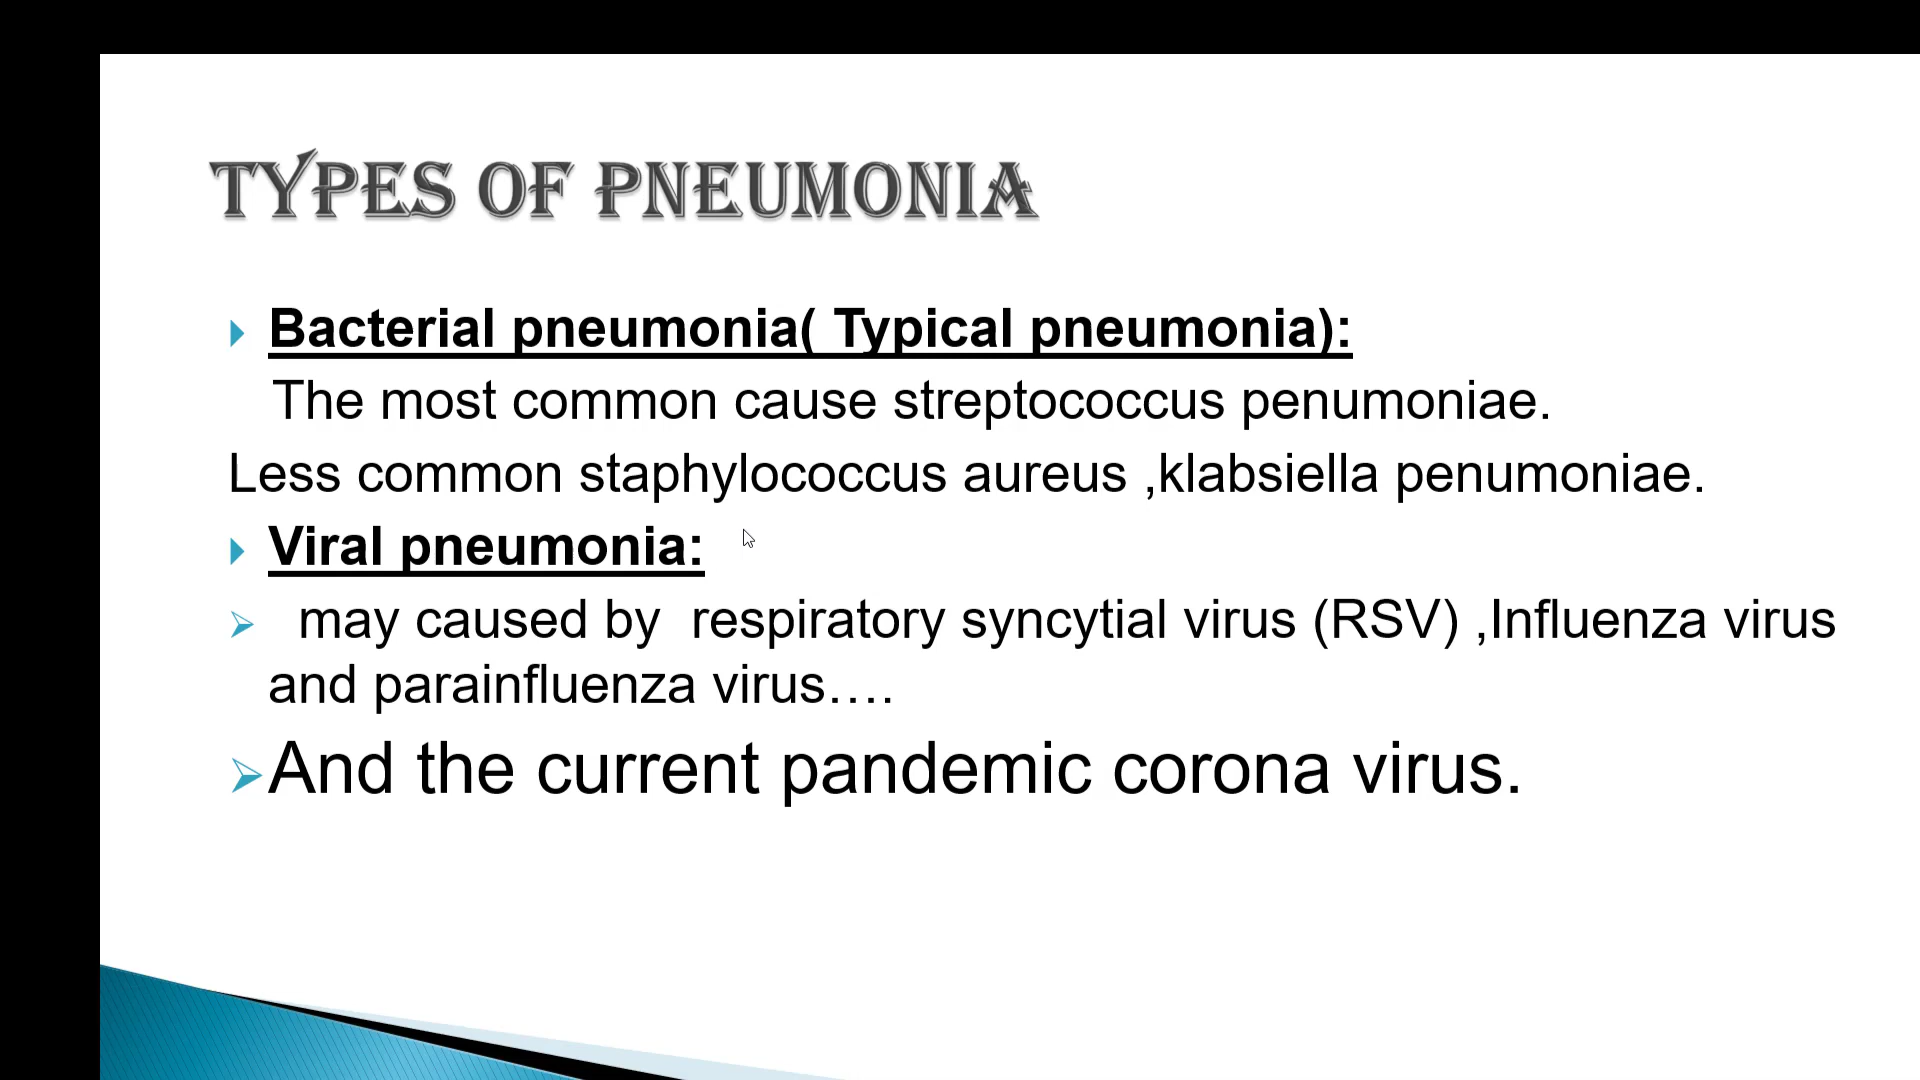 TYPES OF PNEUMONIA
Bacterial pneumonia( Typical pneumonia):
The most common cause streptococcus penumoniae.
Less common staphylococcus aureus ,klabsiella penumoniae.
Viral pneumonia:
may caused by  respiratory syncytial virus (RSV) ,Influenza virus
and parainfluenza virus….
And the current pandemic corona virus.